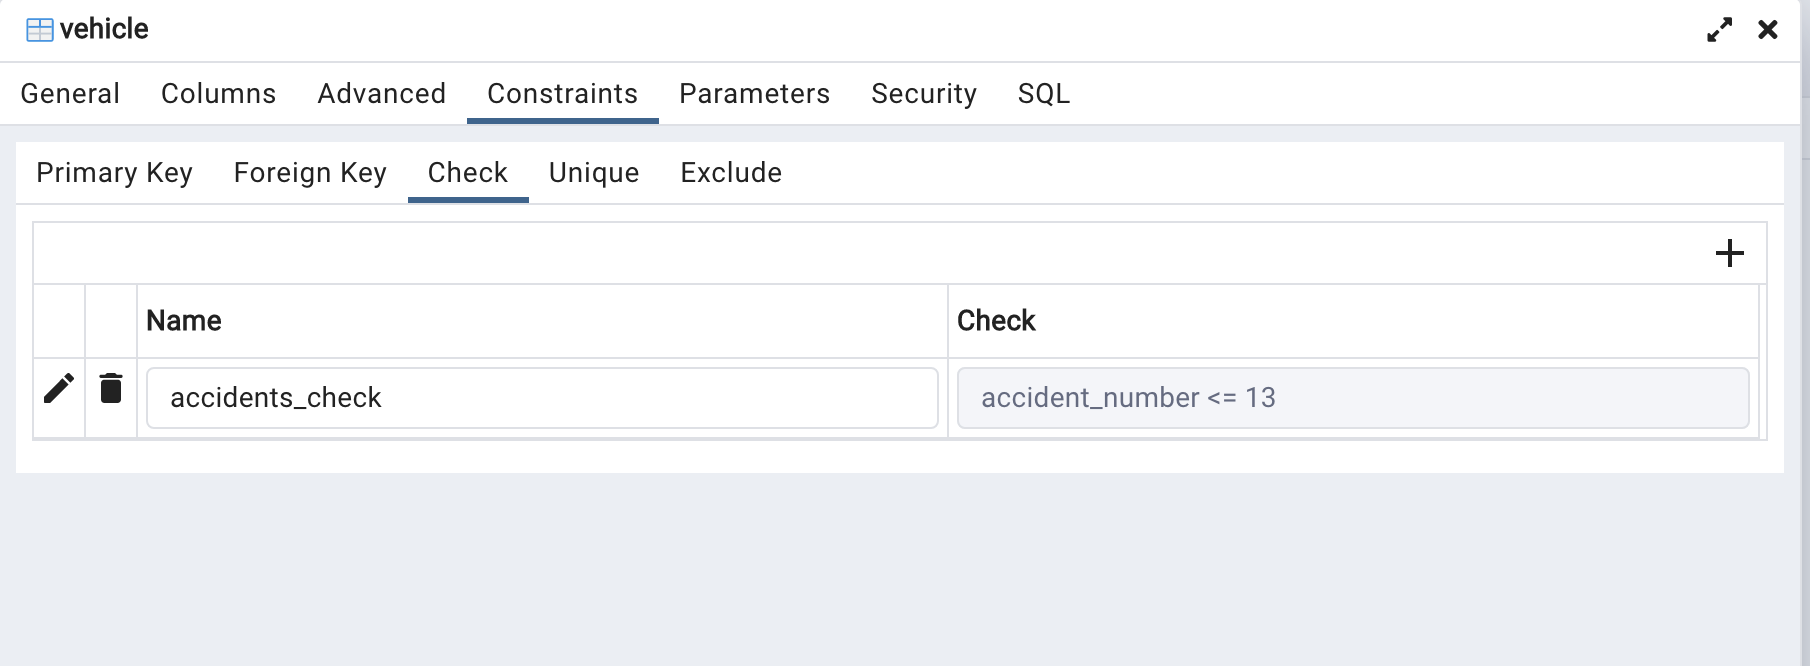 vehicle
General Columns Advanced Constraints Parameters Security SQL
Primary Key Foreign Key Check Unique Exclude
Name Check
accidents_check accident_number <= 13